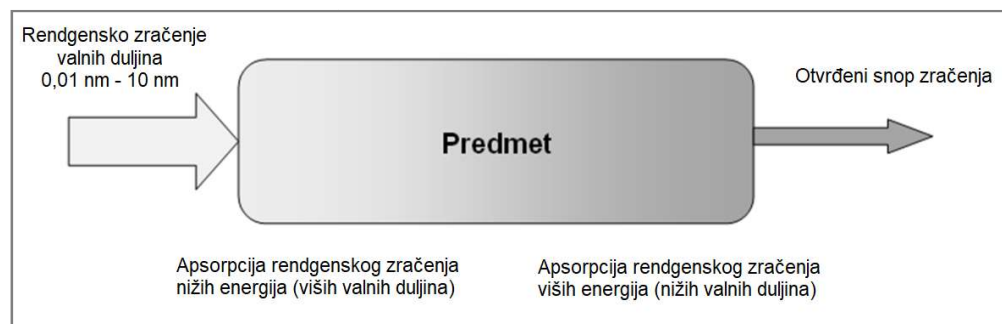 Rendgensko zračenje
valnih duljina
0,01 nm - 10 nm
Predmet
Otvrđeni snop zračenja
Apsorpcija rendgenskog zračenja
nižih energija (viših valnih duljina)
Apsorpcija rendgenskog zračenja
viših energija (nižih valnih duljina)